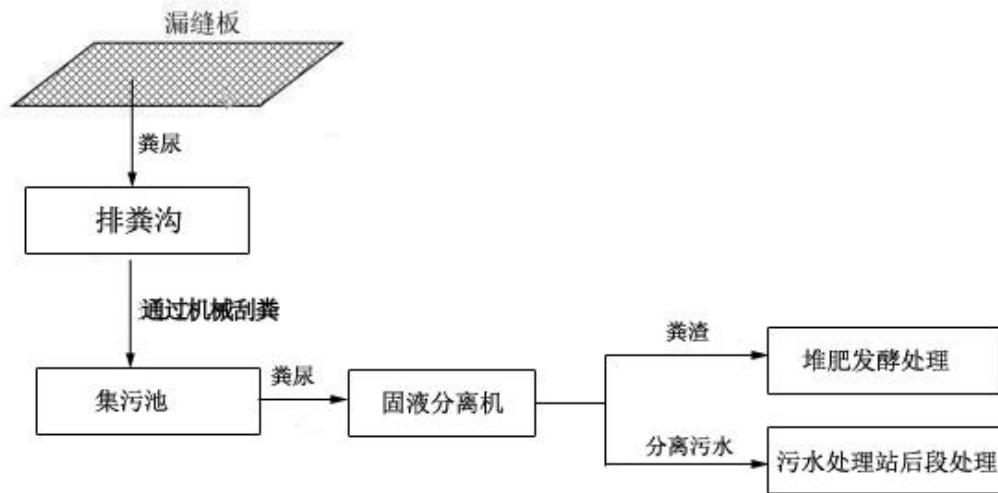 漏缝板
粪尿
排粪沟
通过机械刮粪
集污池
粪尿
固液分离机
粪渣
堆肥发酵处理
分离污水
污水处理站后段处理